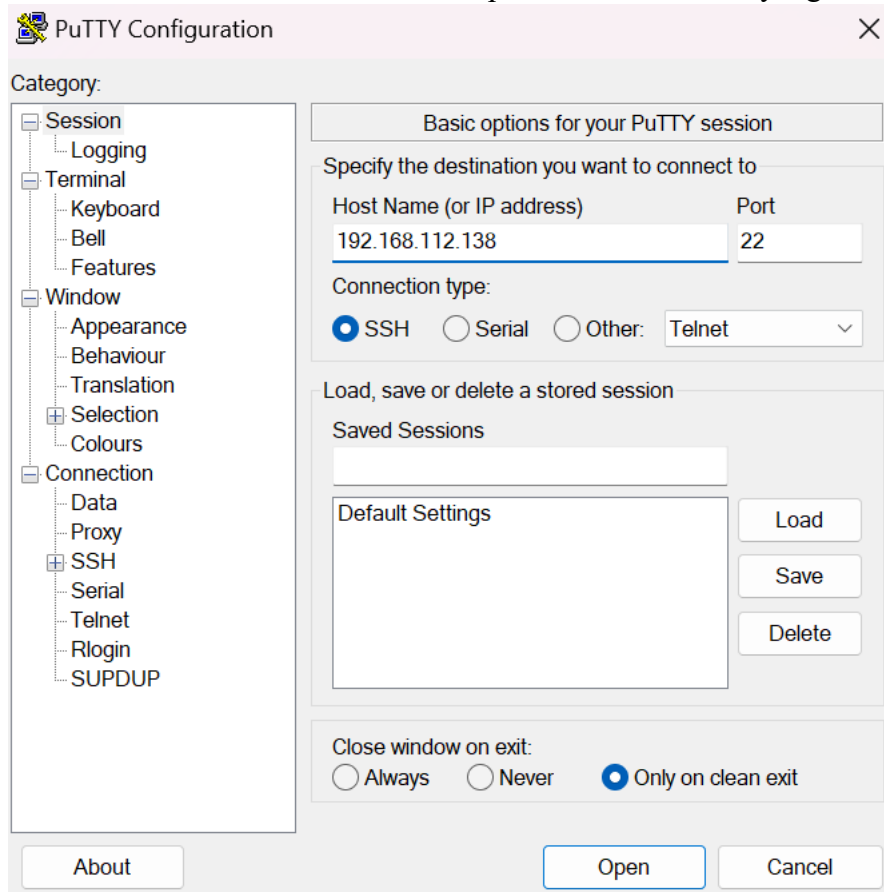 PuTTY Configuration
Category:
Session
Logging
Terminal
Keyboard
Bell
Features
Window
Appearance
Behaviour
Translation
Selection
Colours
Connection
Data
Proxy
SSH
Serial
Telnet
Rlogin
SUPDUP
Basic options for your PuTTY session
Specify the destination you want to connect to
Host Name (or IP address) Port
192.168.112.138 22
Connection type:
SSH Serial Other: Telnet
Load, save or delete a stored session
Saved Sessions
Default Settings
Load
Save
Delete
Close window on exit:
Always Never Only on clean exit
About Open Cancel